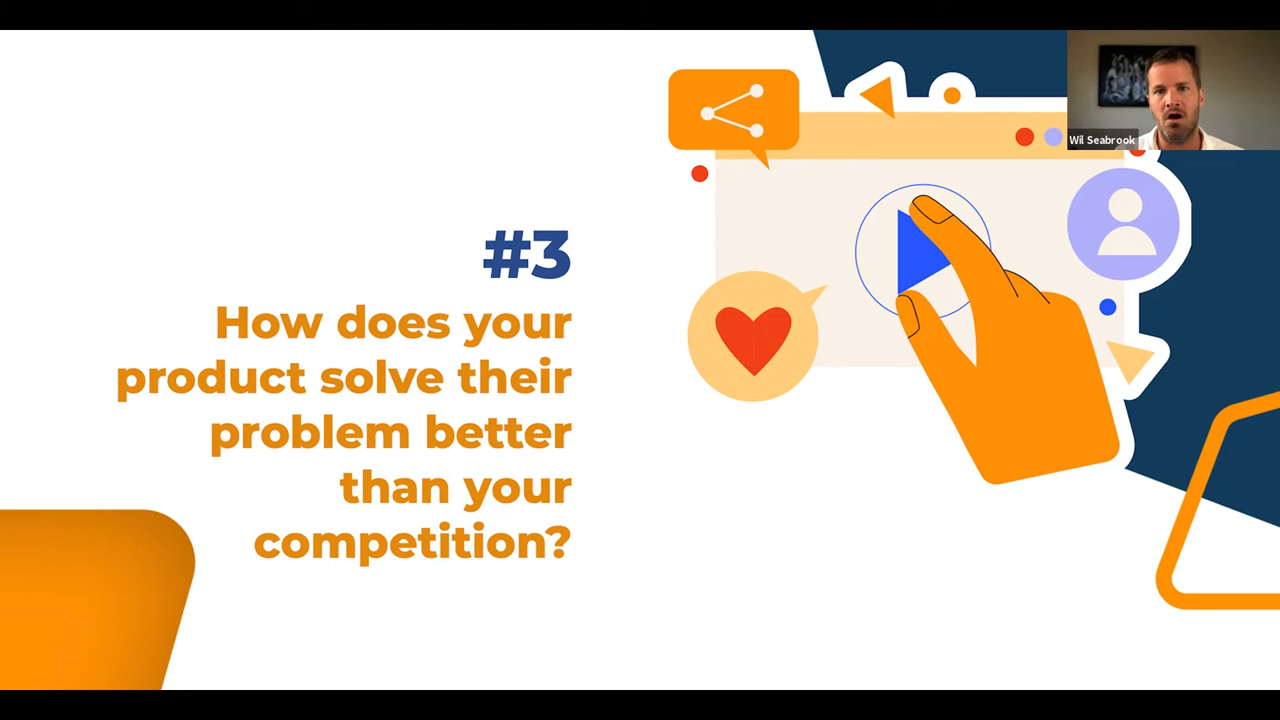 #3
How does your
product solve their
problem better
than your
competition?
Wil Seabrook